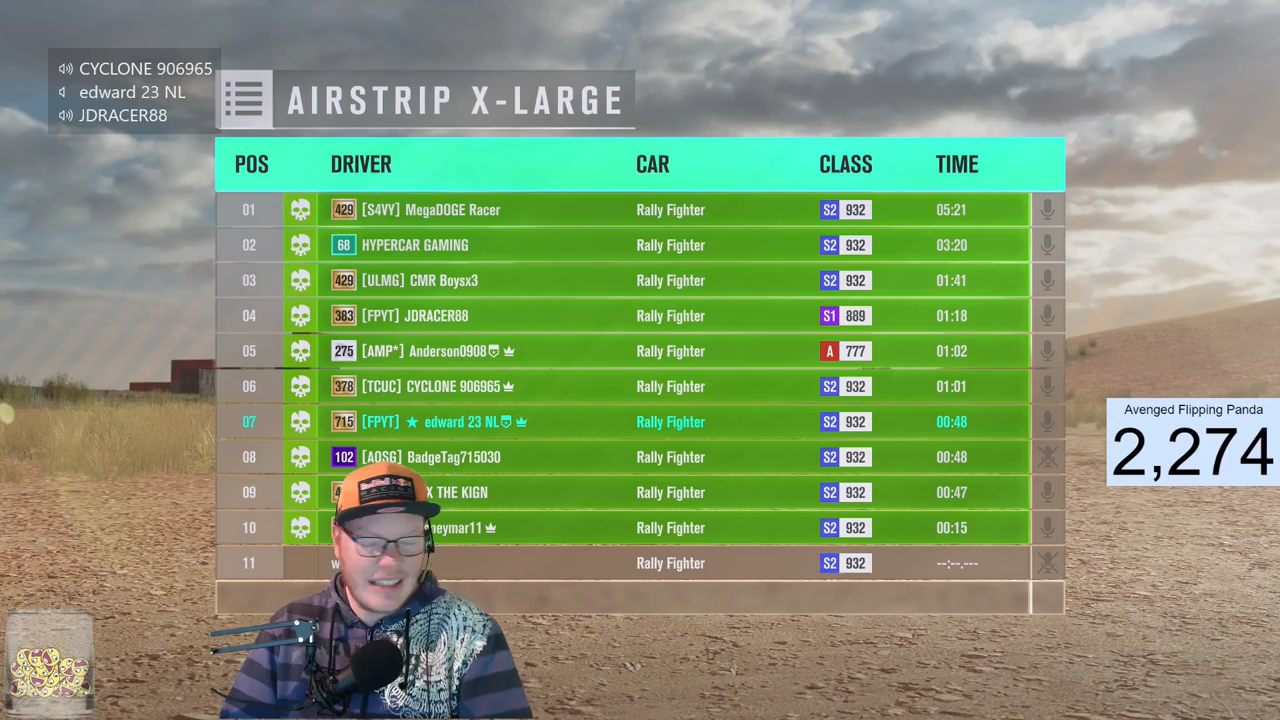 CYCLONE 906965
edward 23 NL
JDRACER88
AIRSTRIP X-LARGE
POS DRIVER CAR CLASS TIME
01 429 [S4VY] MegaDOGE Racer Rally Fighter S2 932 05:21
02 68 HYPERCAR GAMING Rally Fighter S2 932 03:20
03 429 [ULMG] CMR Boysx3 Rally Fighter S2 932 01:41
04 383 [FPYT] JDRACER88 Rally Fighter S1 889 01:18
05 275 [AMP*] Anderson0908 Rally Fighter A 777 01:02
06 378 [TCUC] CYCLONE 906965 Rally Fighter S2 932 01:01
07 715 [FPYT] ★ edward 23 NL Rally Fighter S2 932 00:48
08 102 [AOSG] BadgeTag715030 Rally Fighter S2 932 00:48
09 X THE KIGN Rally Fighter S2 932 00:47
10 neymar11 Rally Fighter S2 932 00:15
11 Rally Fighter S2 932 --:--.---
Avenged Flipping Panda
2,274
RACING